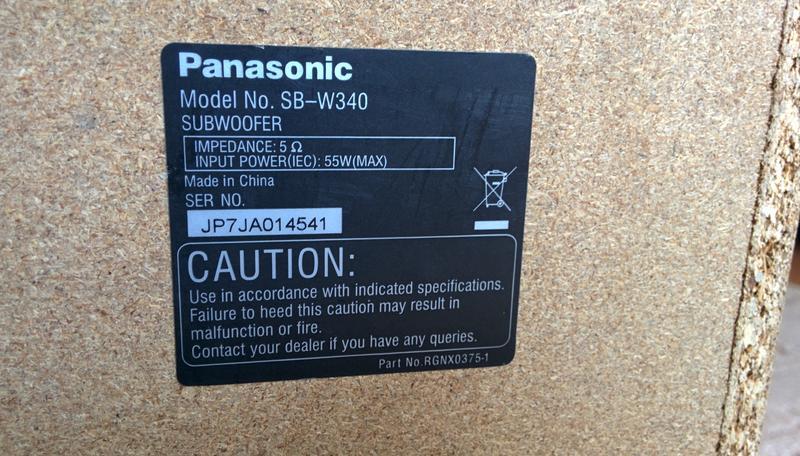 Panasonic
Model No. SB-W340
SUBWOOFER
IMPEDANCE: 5 Ω
INPUT POWER(IEC): 55W(MAX)
Made in China
SER NO.
JP7JA014541
CAUTION:
Use in accordance with indicated specifications.
Failure to heed this caution may result in
malfunction or fire.
Contact your dealer if you have any queries.
Part No.RGNX0375-1